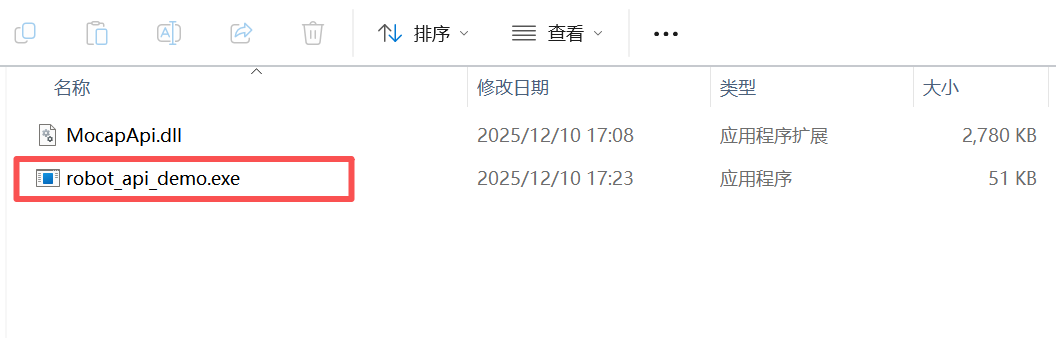 排序 查看
名称 修改日期 类型 大小
MocapApi.dll 2025/12/10 17:08 应用程序扩展 2,780 KB
robot_api_demo.exe 2025/12/10 17:23 应用程序 51 KB